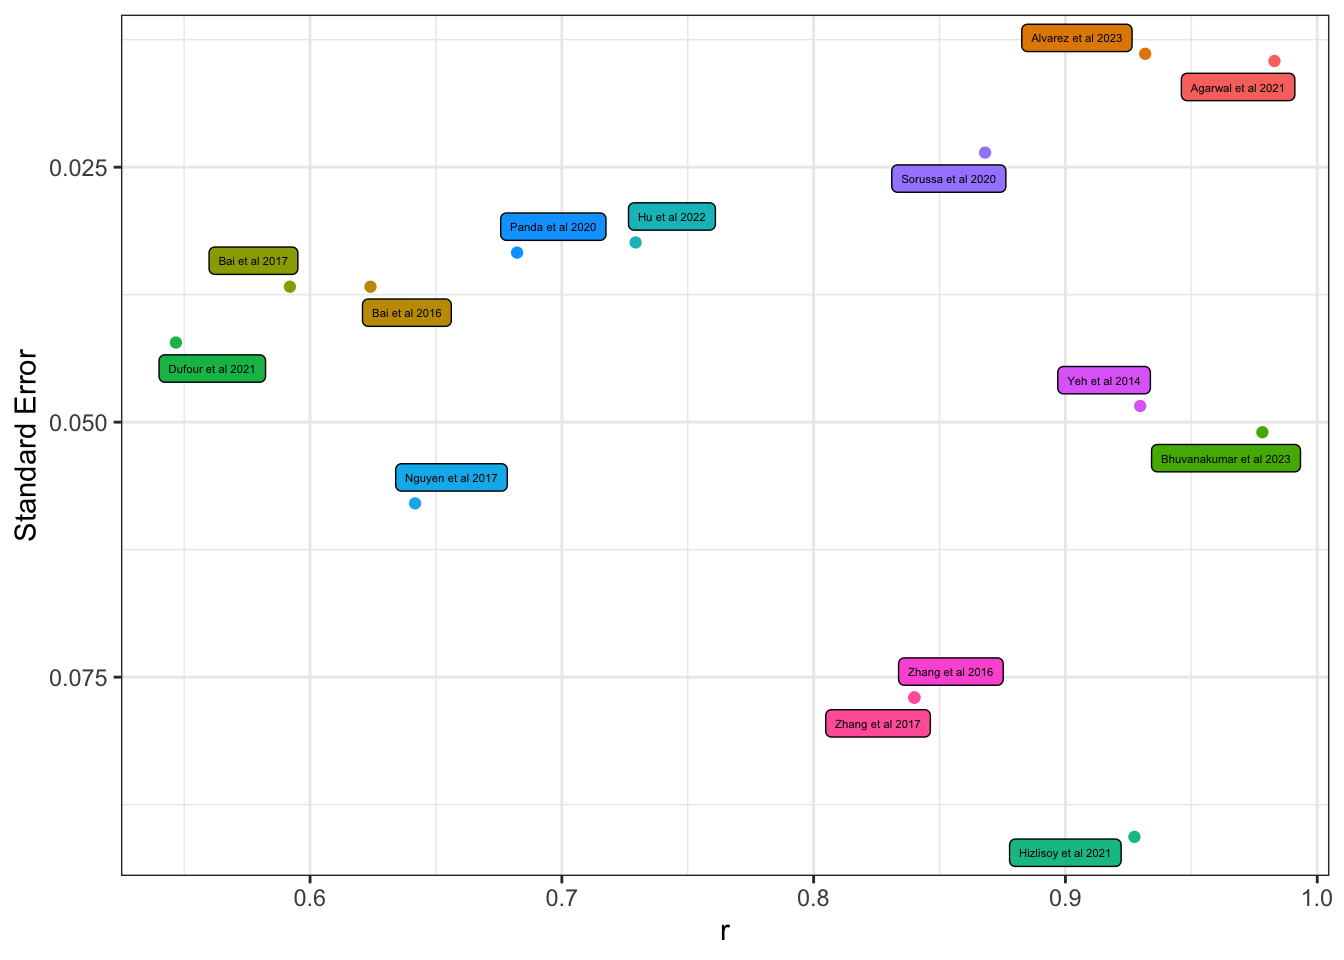 Alvarez et al 2023
Agarwal et al 2021
0.025
Sorussa et al 2020
Hu et al 2022
Panda et al 2020
Bai et al 2017
Bai et al 2016
Dufour et al 2021
Yeh et al 2014
0.050
Bhuvanakumar et al 2023
Nguyen et al 2017
Standard Error
Zhang et al 2016
0.075
Zhang et al 2017
Hizlisoy et al 2021
0.6
0.7
0.8
0.9
1.0
r